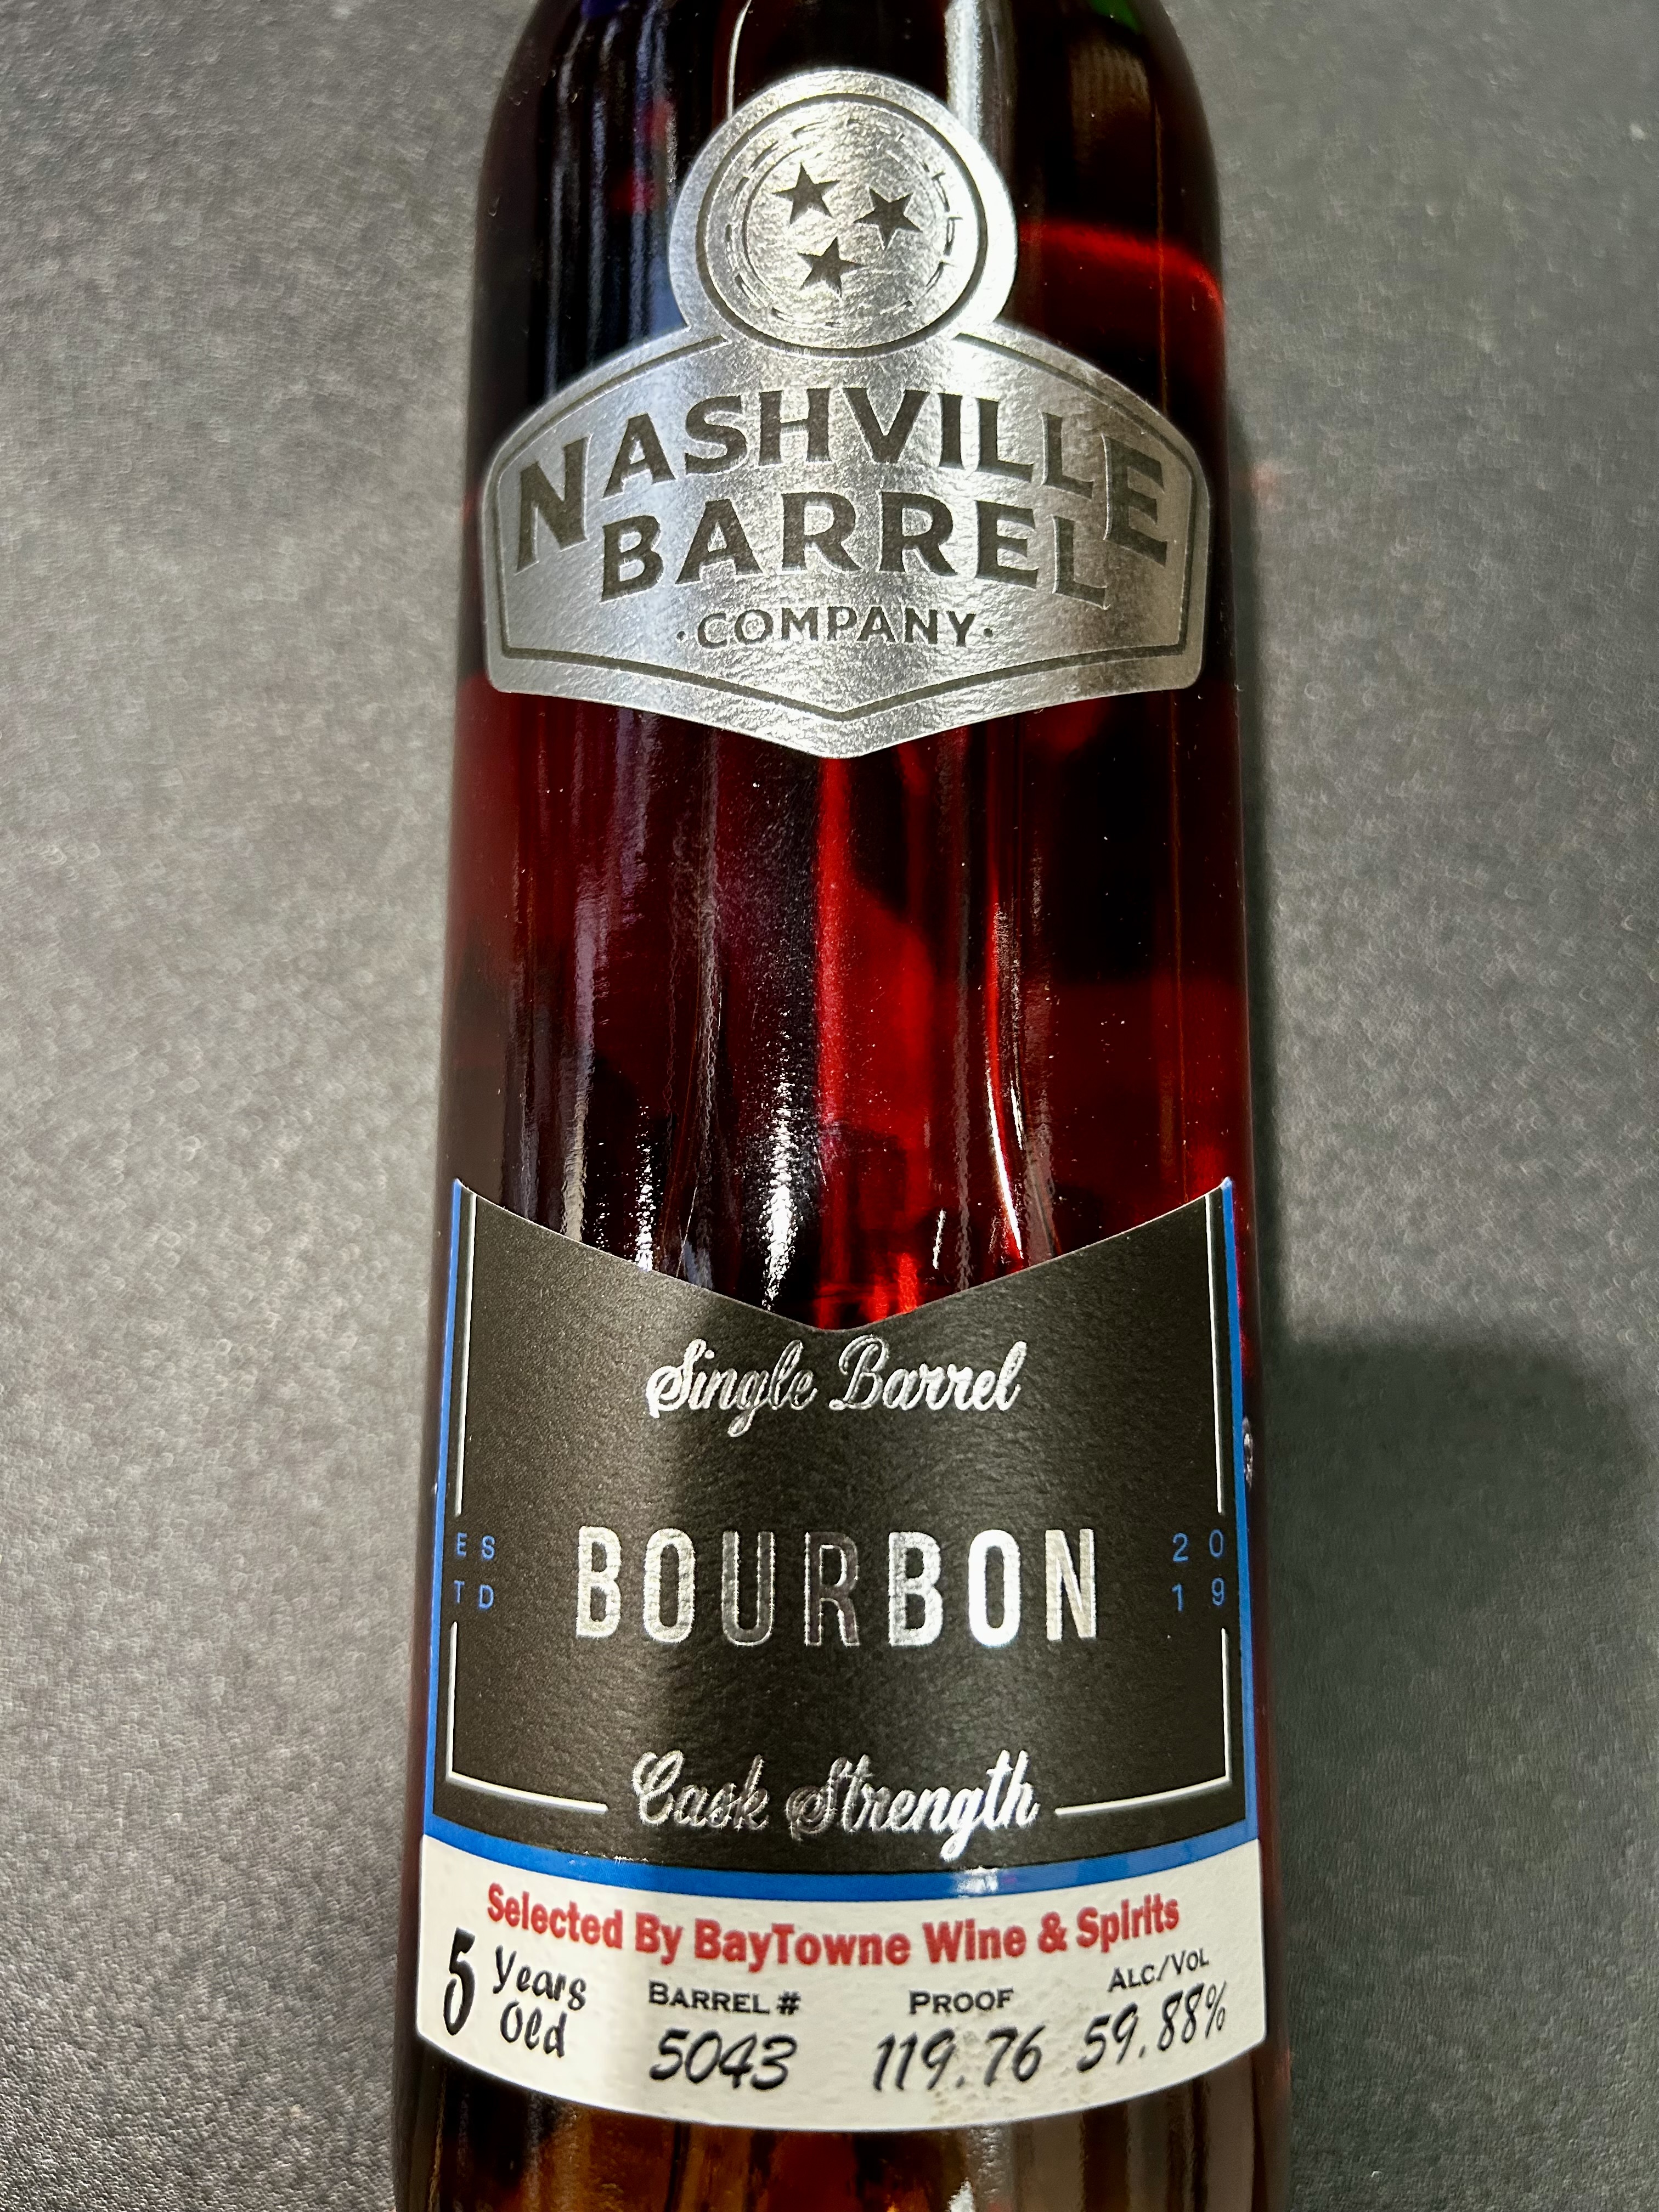 NASHVILLE
BARREL
·COMPANY·
Single Barrel
ES
TD
BOURBON
20
19
Cask Strength
Selected By BayTowne Wine & Spirits
5 Years
Old
BARREL #
5043
PROOF
119.76
ALC/VOL
59.88%